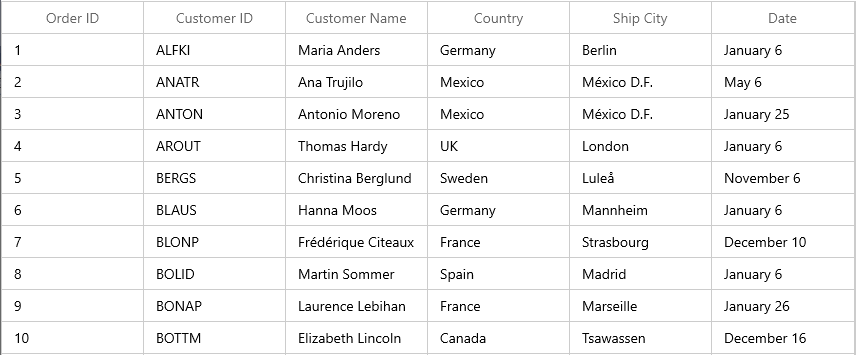 Order ID Customer ID Customer Name Country Ship City Date
1 ALFKI Maria Anders Germany Berlin January 6
2 ANATR Ana Trujilo Mexico México D.F. May 6
3 ANTON Antonio Moreno Mexico México D.F. January 25
4 AROUT Thomas Hardy UK London January 6
5 BERGS Christina Berglund Sweden Luleå November 6
6 BLAUS Hanna Moos Germany Mannheim January 6
7 BLONP Frédérique Citeaux France Strasbourg December 10
8 BOLID Martin Sommer Spain Madrid January 6
9 BONAP Laurence Lebihan France Marseille January 26
10 BOTTM Elizabeth Lincoln Canada Tsawassen December 16